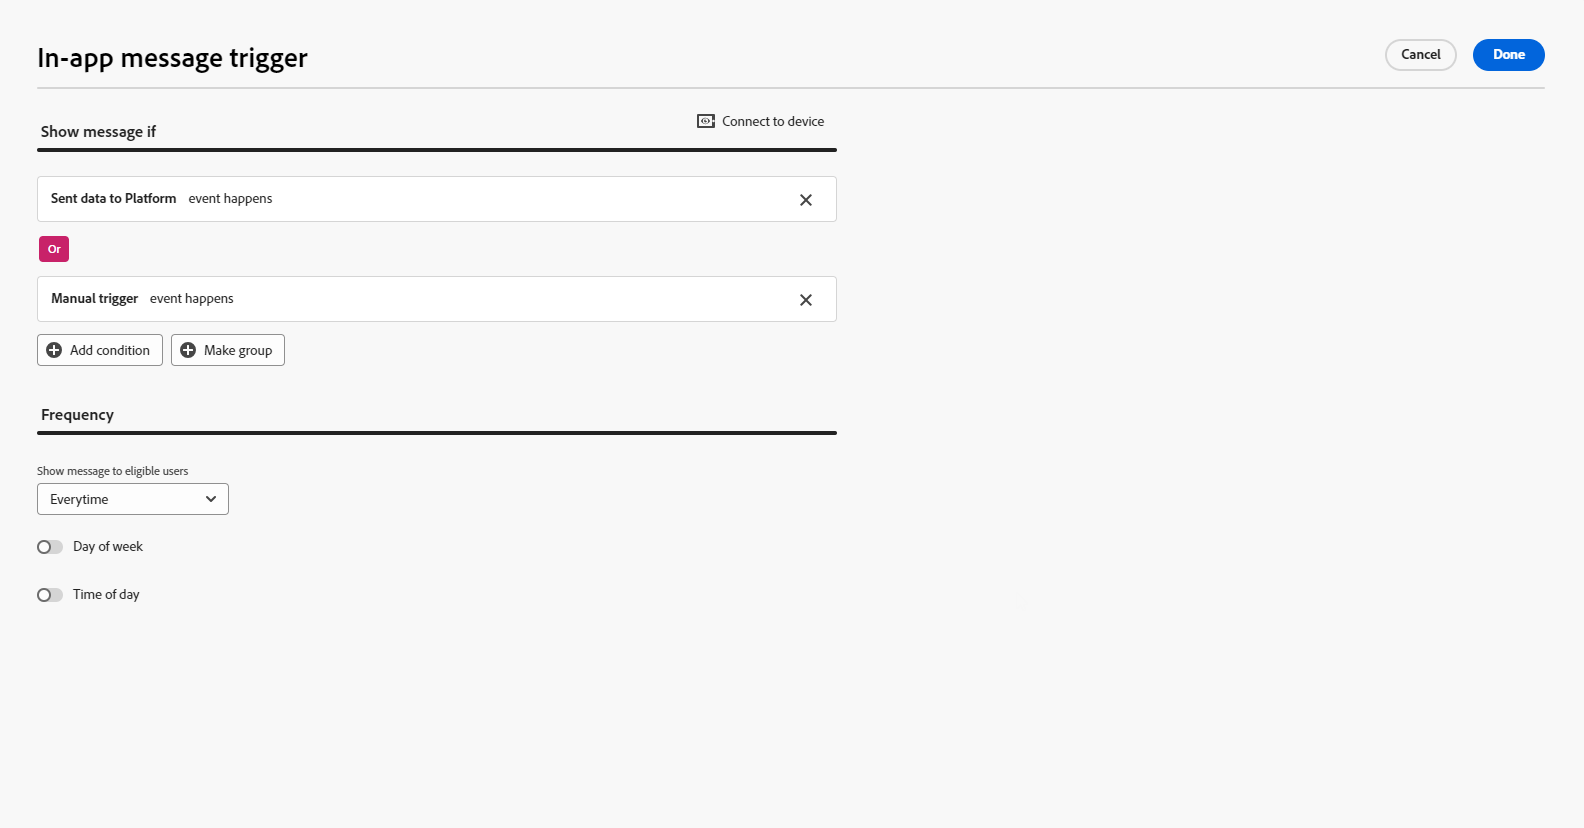 In-app message trigger
Cancel
Done
Show message if
Connect to device
Sent data to Platform event happens
Or
Manual trigger event happens
Add condition
Make group
Frequency
Show message to eligible users
Everytime
Day of week
Time of day